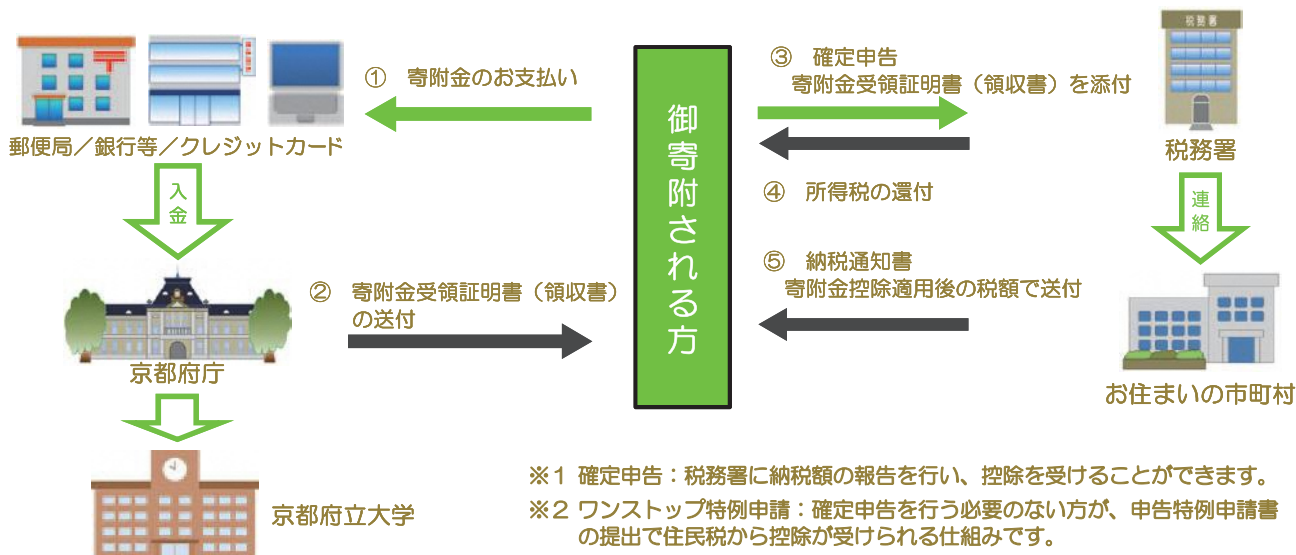 ① 寄附金のお支払い
郵便局／銀行等／クレジットカード
入金
京都府庁
② 寄附金受領証明書（領収書）
の送付
京都府立大学
御寄附される方
③ 確定申告
寄附金受領証明書（領収書）を添付
④ 所得税の還付
⑤ 納税通知書
寄附金控除適用後の税額で送付
税務署
税務署
連絡
お住まいの市町村
※１ 確定申告：税務署に納税額の報告を行い、控除を受けることができます。
※２ ワンストップ特例申請：確定申告を行う必要のない方が、申告特例申請書
の提出で住民税から控除が受けられる仕組みです。